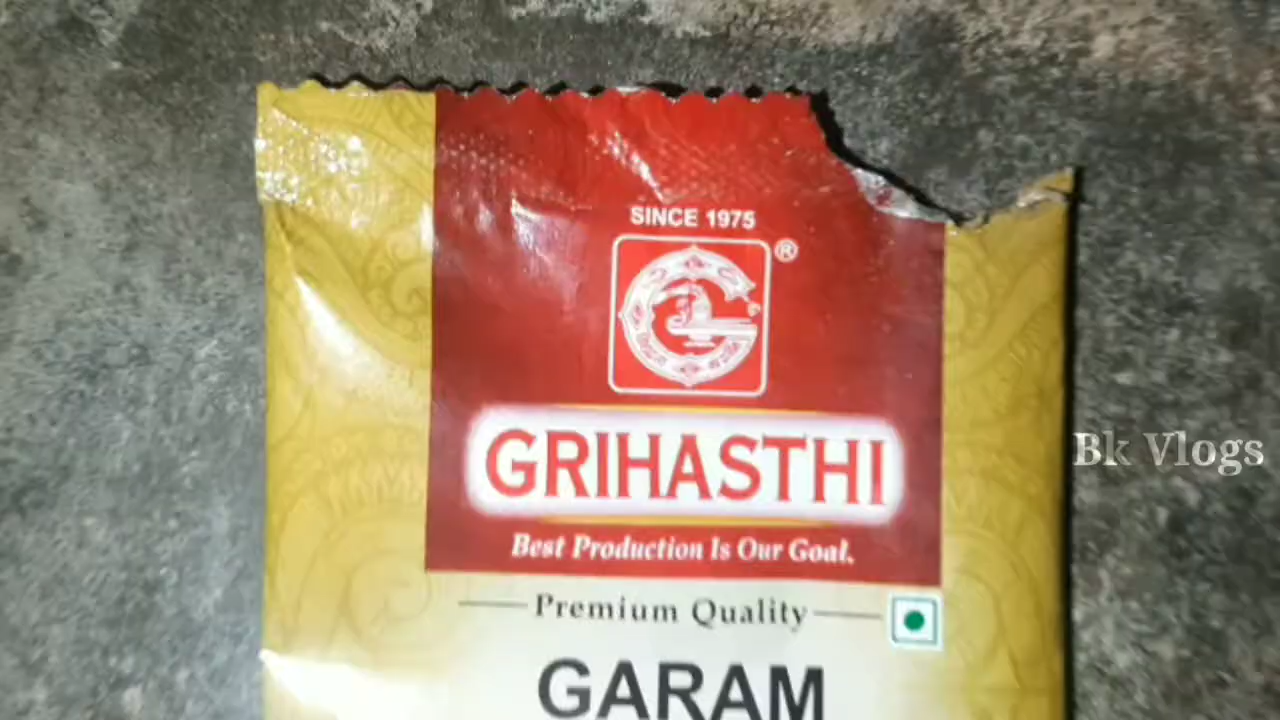 SINCE 1975
®
GRIHASTHI
Best Production Is Our Goal.
Premium Quality
GARAM
Bk Vlogs